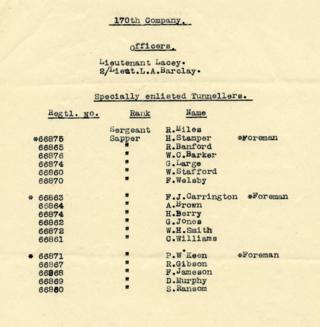 170th Company.
Officers.
Lieutenant Lacey.
2/Lieut.L.A.Barclay.
Specially enlisted Tunnellers.
Regtl. No. Rank Name
Sergeant R.Miles
*66875 Sapper H.Stamper *Foreman
66865 " R.Banford
66876 " W.C.Barker
66874 " G.Large
66860 " W.Stafford
66870 " F.Welsby
*66863 " F.J.Carrington *Foreman
66864 " A.Brown
66874 " H.Berry
66862 " G.Jones
66872 " W.H.Smith
66861 " C.Williams
*66871 " P.W Keen *Foreman
66867 " R.Gibson
66868 " F.Jameson
66869 " D.Murphy
66860 " S.Ransom